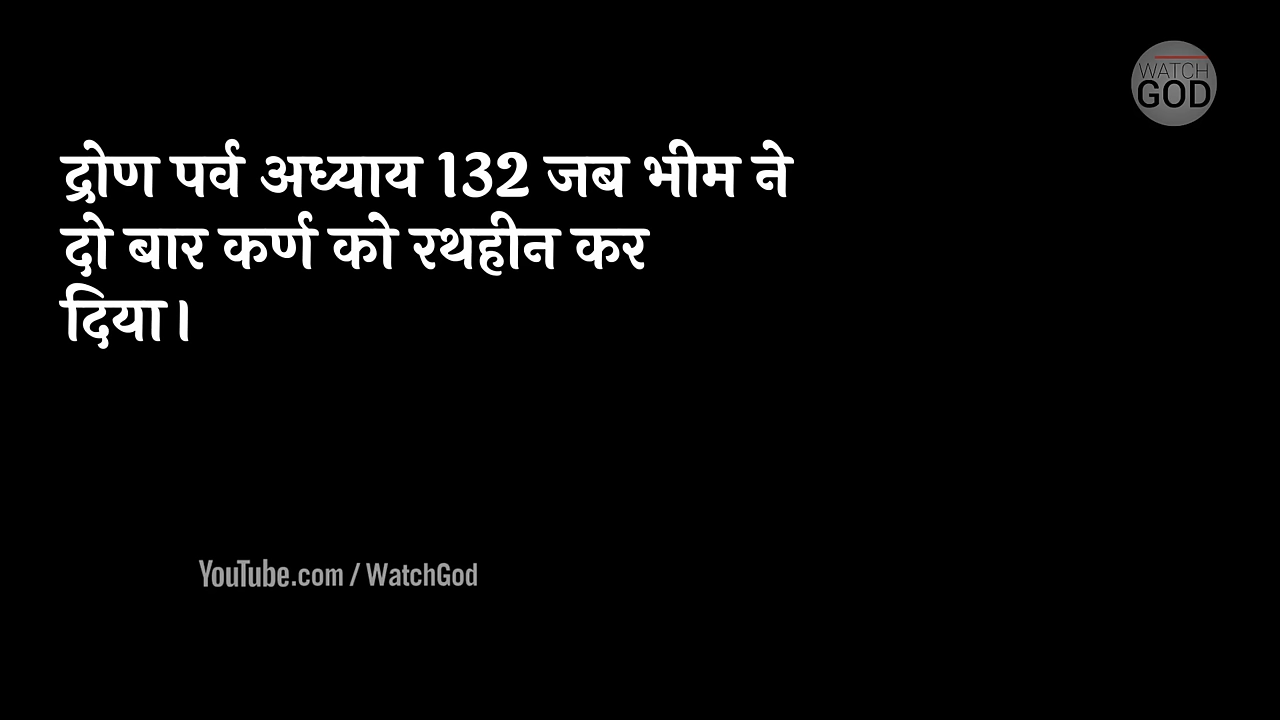 WATCH
GOD
द्रोण पर्व अध्याय 132 जब भीम ने
दो बार कर्ण को रथहीन कर
दिया।
YouTube.com / WatchGod